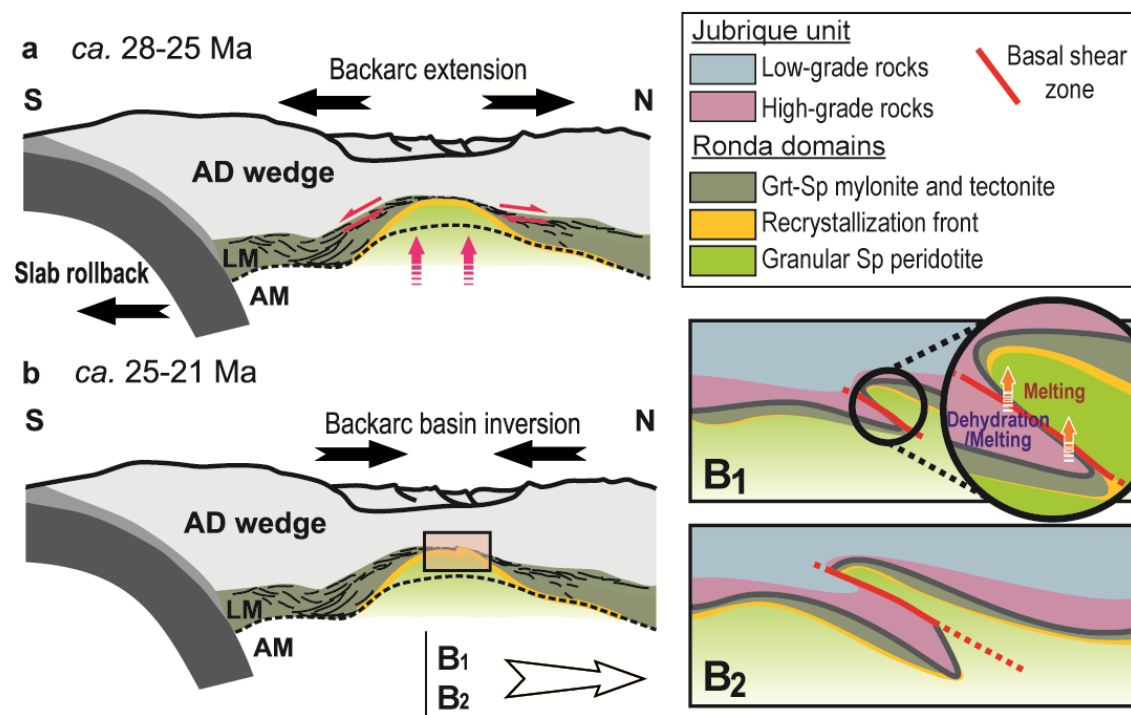 a ca. 28-25 Ma
Backarc extension
S
N
AD wedge
LM
AM
Slab rollback
b ca. 25-21 Ma
S
N
Backarc basin inversion
AD wedge
LM
AM
B1
B2
Jubrique unit
Low-grade rocks
High-grade rocks
Basal shear
zone
Ronda domains
Grt-Sp mylonite and tectonite
Recrystallization front
Granular Sp peridotite
Melting
Dehydration
/Melting
B1
B2